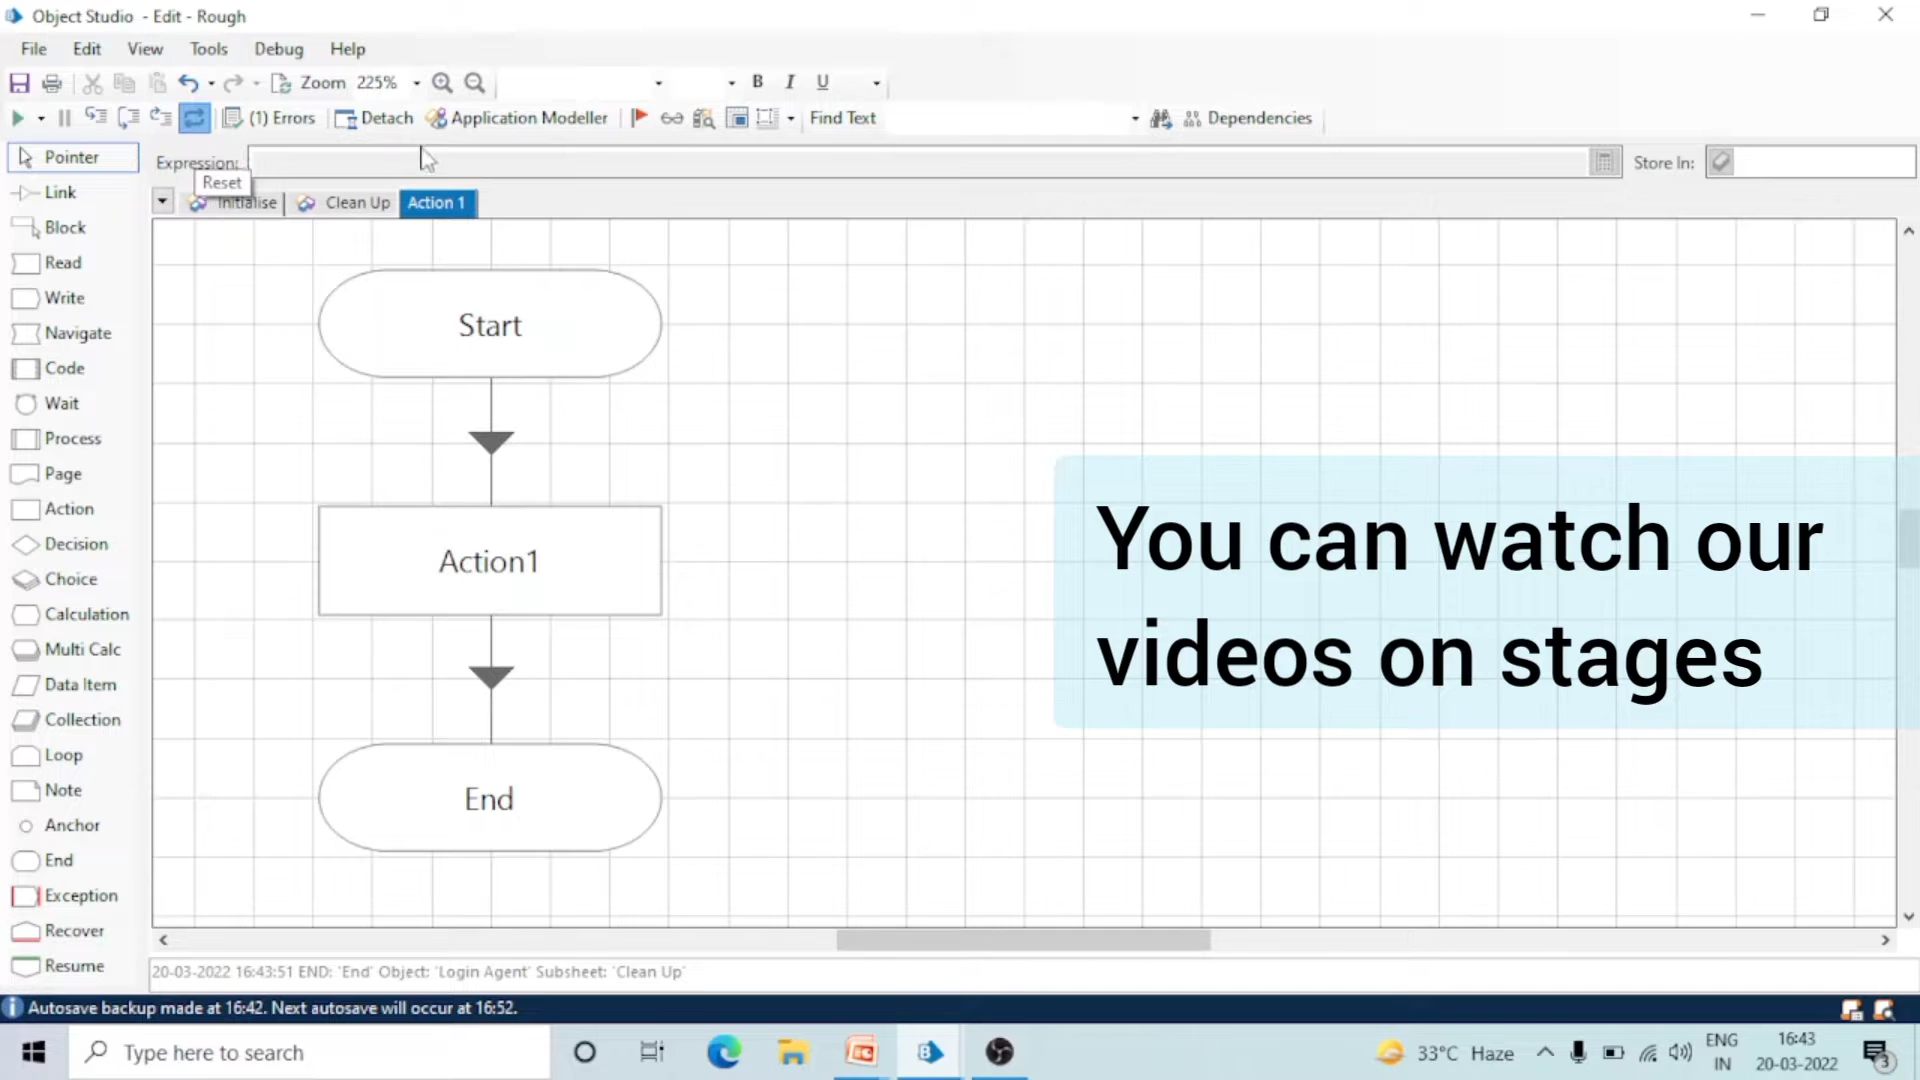 Object Studio - Edit - Rough
File Edit View Tools Debug Help
Zoom 225% B I U
(1) Errors Detach Application Modeller Find Text Dependencies
Pointer
Expression: Store In:
Reset
Link
Initialise Clean Up Action 1
Block
Read
Write
Navigate
Code
Wait
Process
Page
Action
Decision
Choice
Calculation
Multi Calc
Data Item
Collection
Loop
Note
Anchor
End
Exception
Recover
Resume
Start
Action1
End
You can watch our
videos on stages
20-03-2022 16:43:51 END: 'End' Object: 'Login Agent' Subsheet: 'Clean Up'
Autosave backup made at 16:42. Next autosave will occur at 16:52.
Type here to search
33°C Haze
ENG
IN
16:43
20-03-2022
3